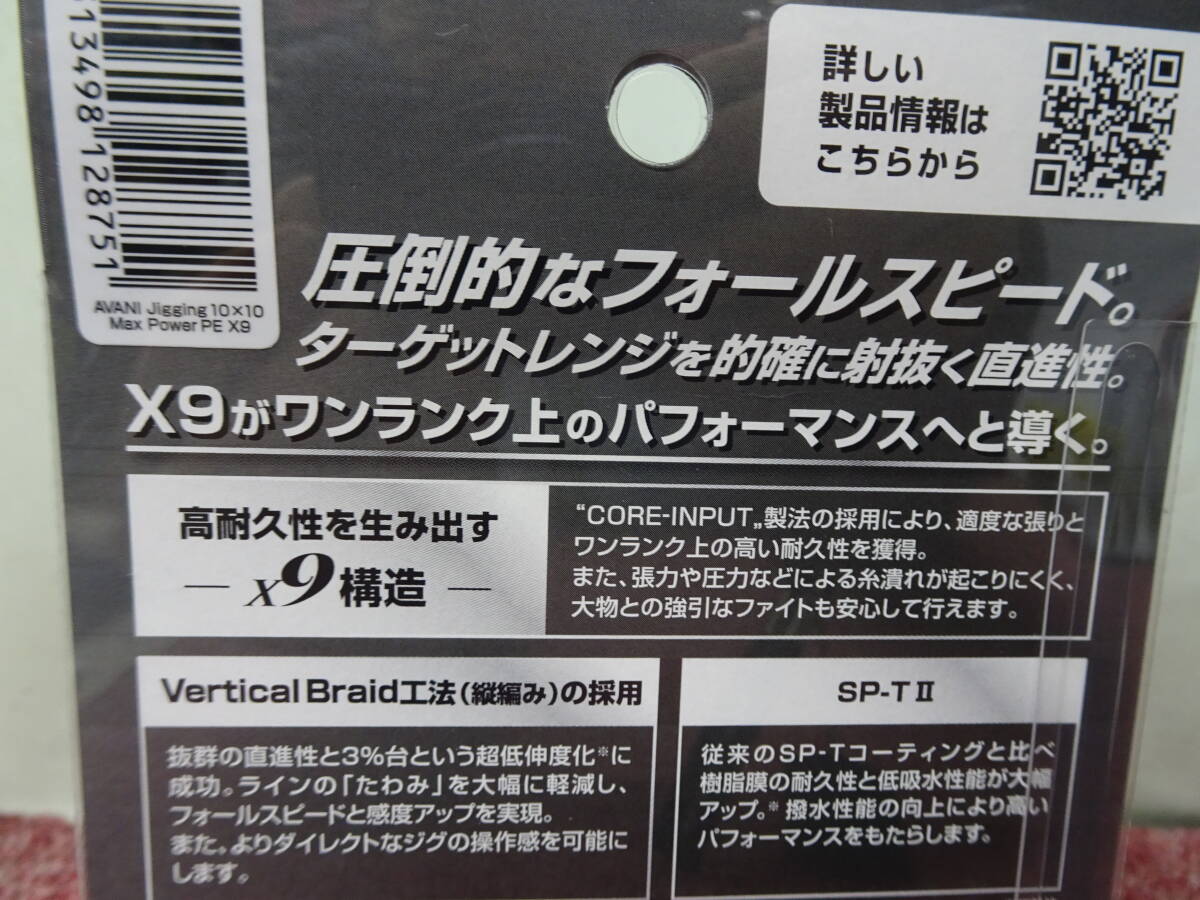 13498 128751
AVANI Jigging 10×10
Max Power PE X9
詳しい
製品情報は
こちらから
圧倒的なフォールスピード。
ターゲットレンジを的確に射抜く直進性。
X9がワンランク上のパフォーマンスへと導く。
高耐久性を生み出す
― X9構造 ―
“CORE-INPUT„製法の採用により、適度な張りと
ワンランク上の高い耐久性を獲得。
また、張力や圧力などによる糸潰れが起こりにくく、
大物との強引なファイトも安心して行えます。
Vertical Braid工法(縦編み)の採用
抜群の直進性と3%台という超低伸度化※に
成功。ラインの「たわみ」を大幅に軽減し、
フォールスピードと感度アップを実現。
また、よりダイレクトなジグの操作感を可能に
します。
SP-TⅡ
従来のSP-Tコーティングと比べ
樹脂膜の耐久性と低吸水性能が大幅
アップ。※撥水性能の向上により高い
パフォーマンスをもたらします。